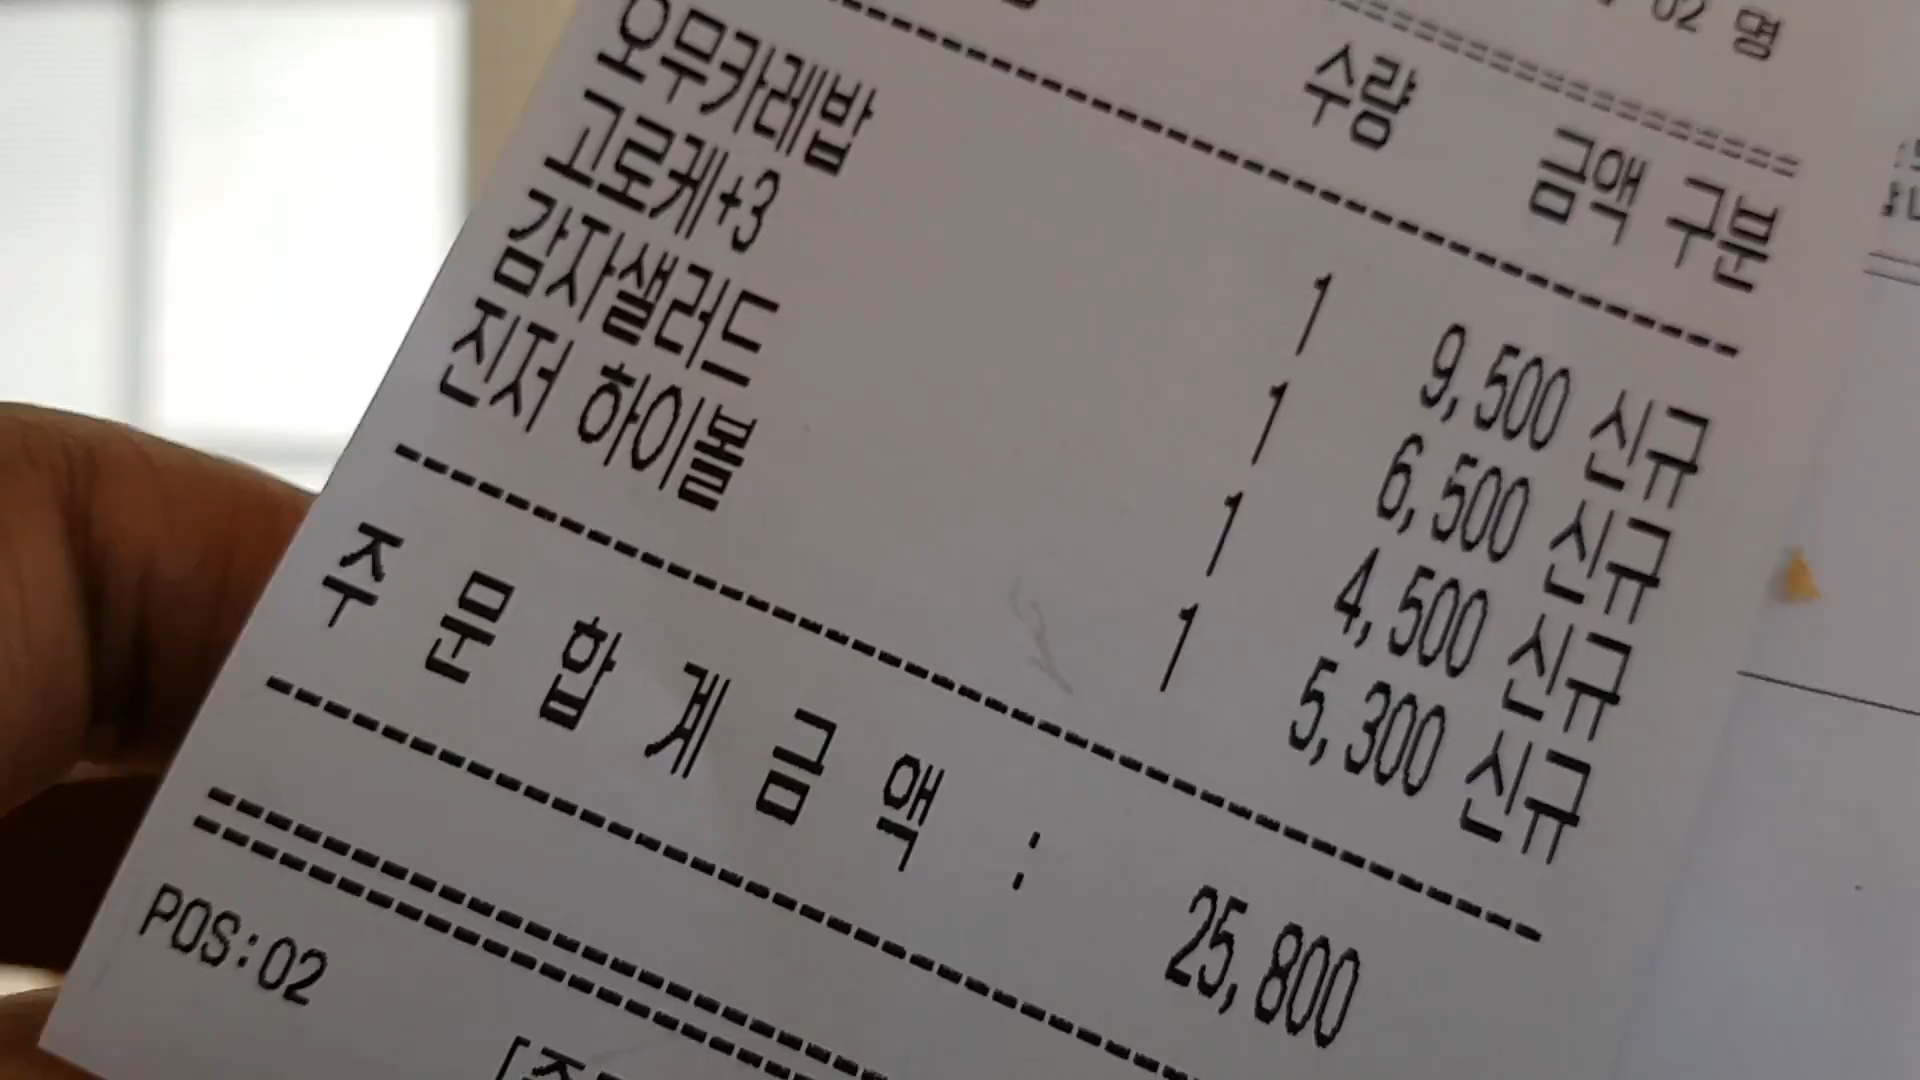 02 명
수량 금액 구분
오무카레밥 1 9,500 신규
고로케+3 1 6,500 신규
감자샐러드 1 4,500 신규
진저 하이볼 1 5,300 신규
주 문 합 계 금 액 : 25,800
POS:02